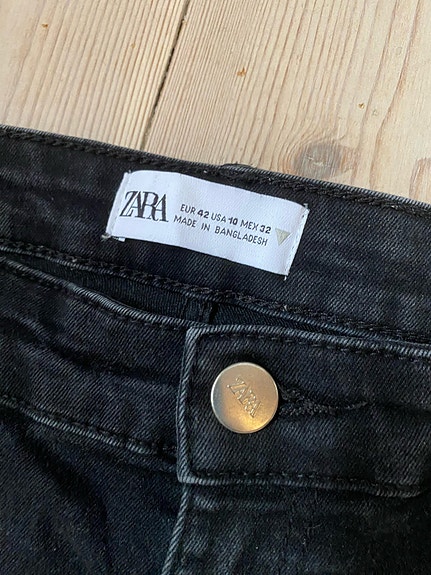 ZARA
EUR 42 USA 10 MEX 32
MADE IN BANGLADESH
ZARA